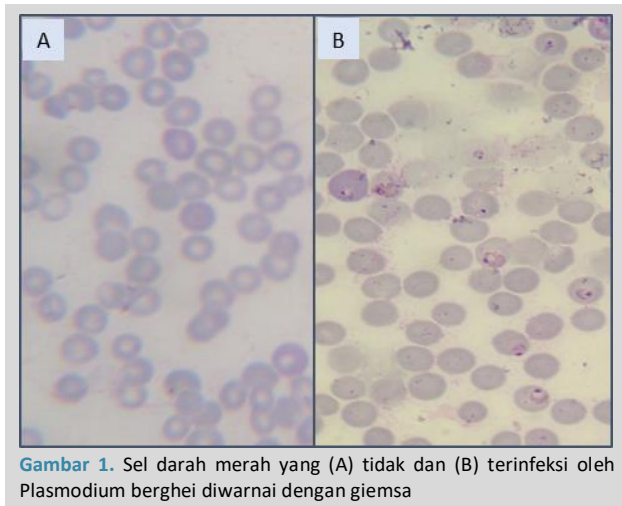 A
B
Gambar 1. Sel darah merah yang (A) tidak dan (B) terinfeksi oleh
Plasmodium berghei diwarnai dengan giemsa